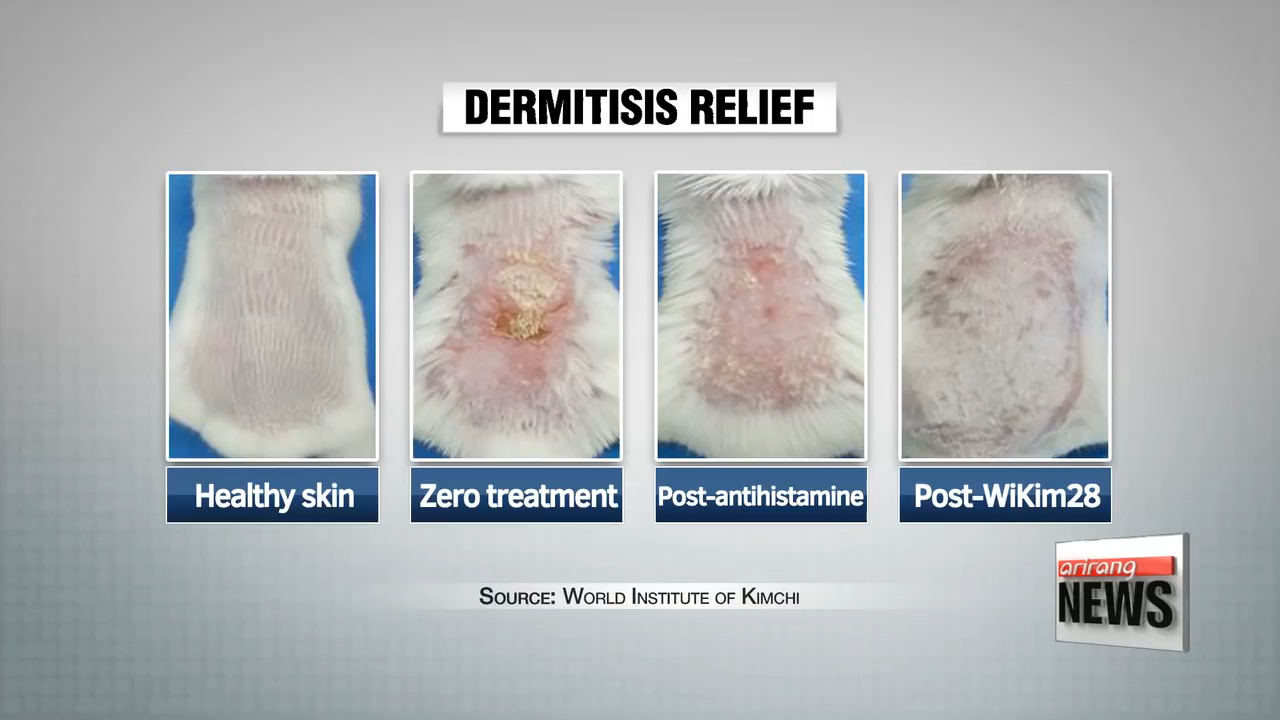 DERMITISIS RELIEF
Healthy skin
Zero treatment
Post-antihistamine
Post-WiKim28
SOURCE: WORLD INSTITUTE OF KIMCHI
arirang
NEWS